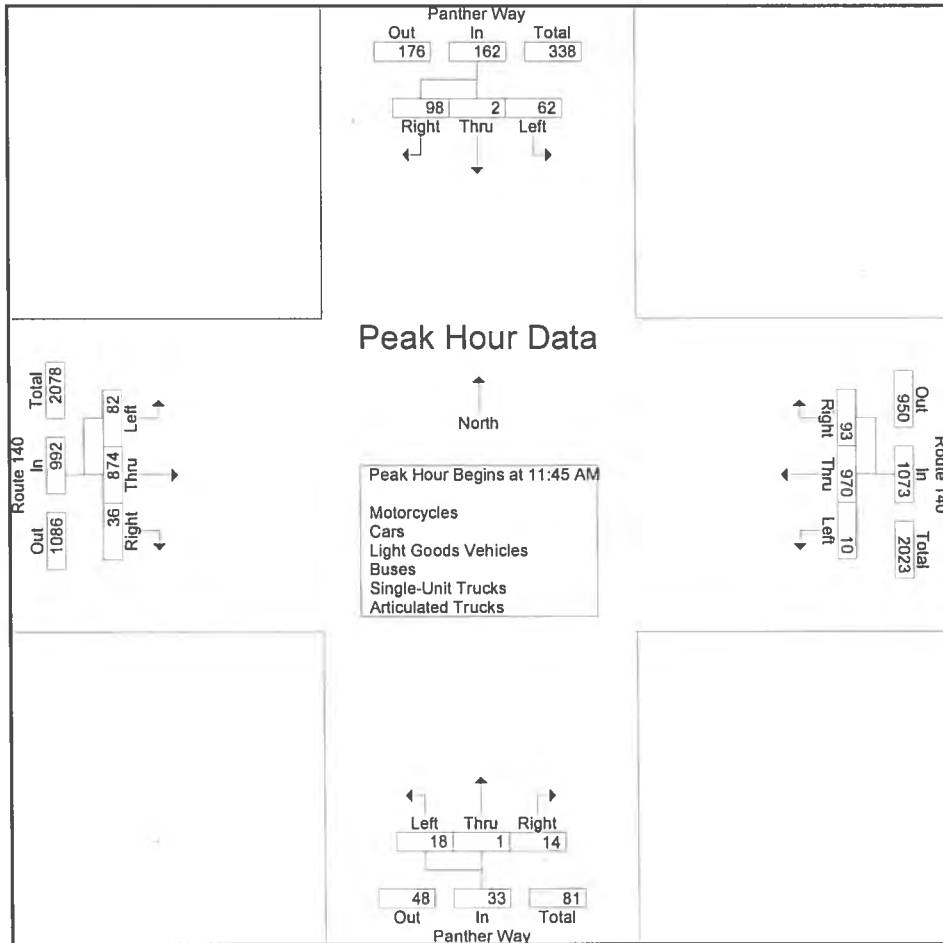 Panther Way
Out In Total
176 162 338
98 2 62
Right Thru Left
Peak Hour Data
North
Peak Hour Begins at 11:45 AM
Motorcycles
Cars
Light Goods Vehicles
Buses
Single-Unit Trucks
Articulated Trucks
Route 140
Out In Total
1086 992 2078
Left Thru Right
82 874 36
Route 140
Out In Total
950 1073 2023
Right Thru Left
93 970 10
Left Thru Right
18 1 14
48 33 81
Out In Total
Panther Way